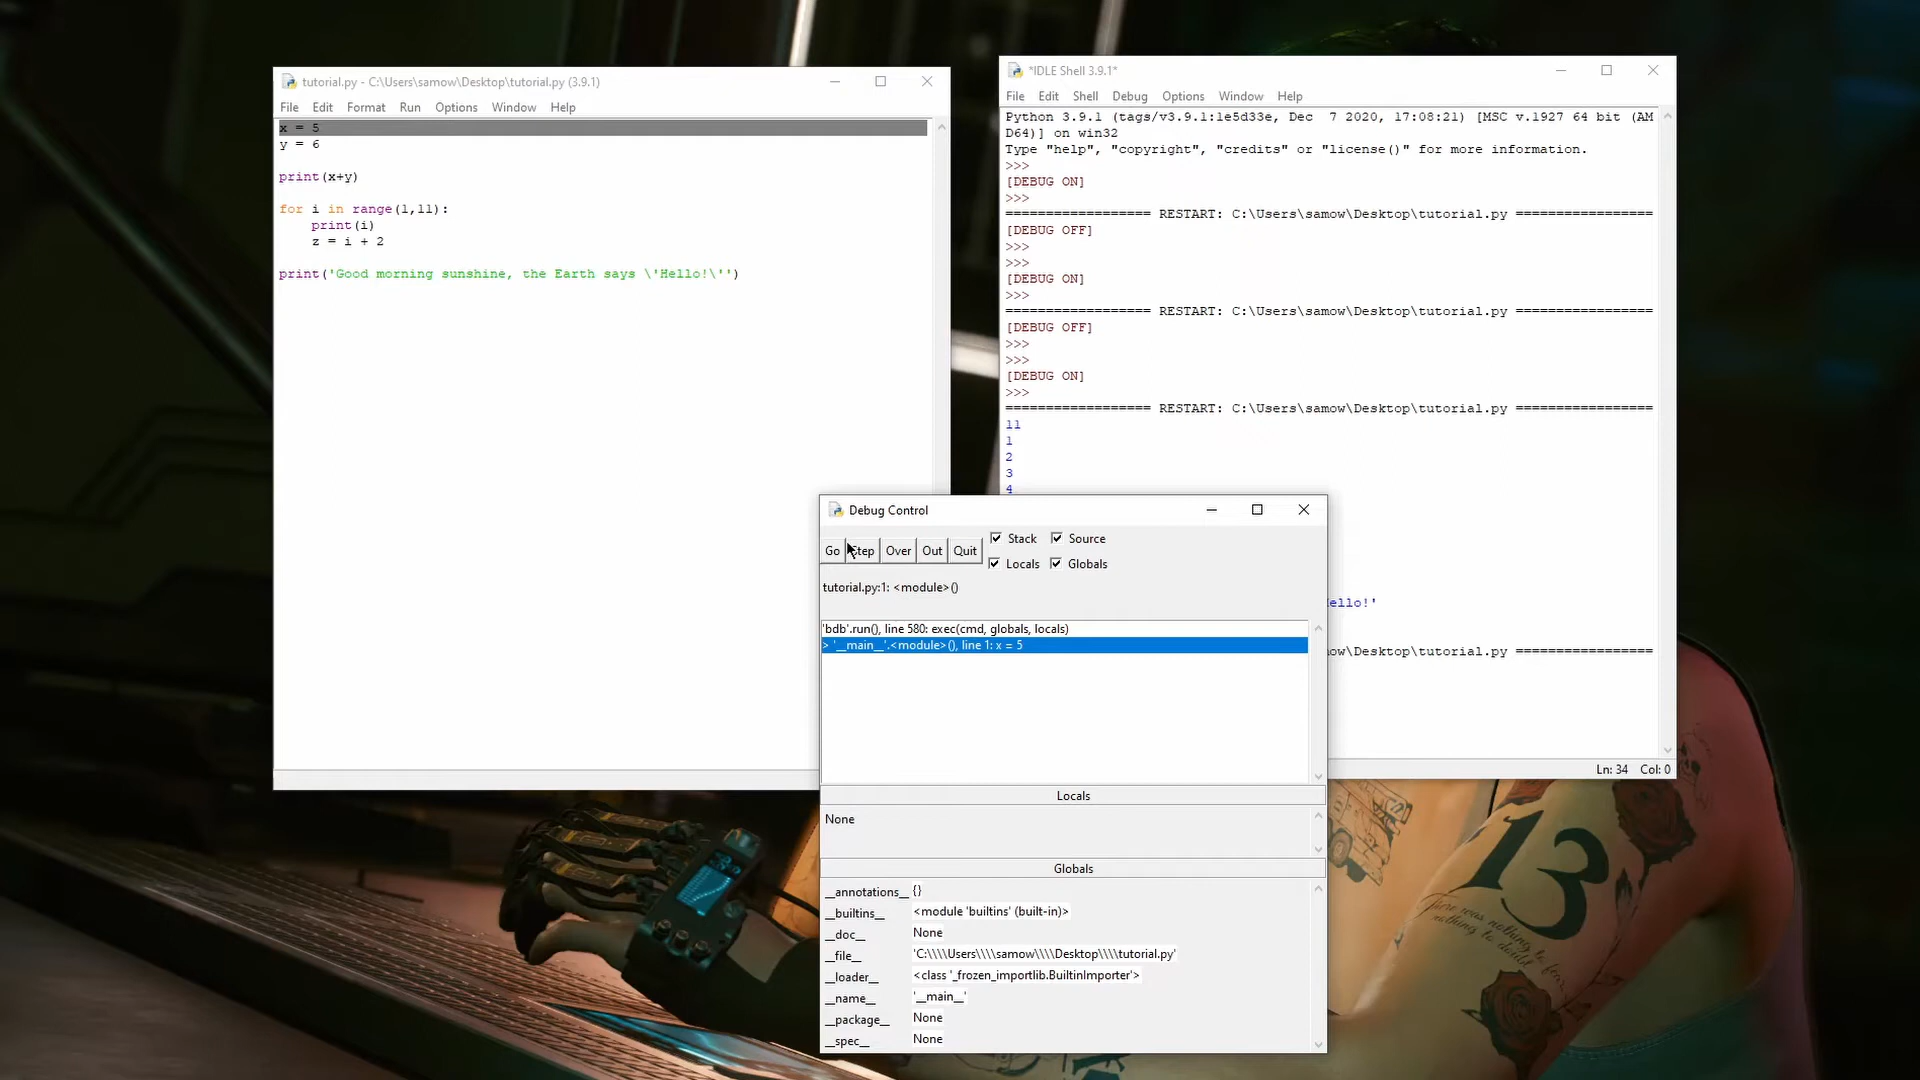 tutorial.py - C:\Users\samow\Desktop\tutorial.py (3.9.1)
File Edit Format Run Options Window Help
x = 5
y = 6
print(x+y)
for i in range(1,11):
print(i)
z = i + 2
print('Good morning sunshine, the Earth says \'Hello!\'')
*IDLE Shell 3.9.1*
File Edit Shell Debug Options Window Help
Python 3.9.1 (tags/v3.9.1:1e5d33e, Dec  7 2020, 17:08:21) [MSC v.1927 64 bit (AM
D64)] on win32
Type "help", "copyright", "credits" or "license()" for more information.
>>>
[DEBUG ON]
>>>
================== RESTART: C:\Users\samow\Desktop\tutorial.py =================
[DEBUG OFF]
>>>
>>>
[DEBUG ON]
>>>
================== RESTART: C:\Users\samow\Desktop\tutorial.py =================
[DEBUG OFF]
>>>
>>>
[DEBUG ON]
>>>
================== RESTART: C:\Users\samow\Desktop\tutorial.py =================
11
1
2
3
4
ello!'
ow\Desktop\tutorial.py =================
Ln: 34 Col: 0
Debug Control
Go Step Over Out Quit
Stack Source
Locals Globals
tutorial.py:1: <module>()
'bdb'.run(), line 580: exec(cmd, globals, locals)
> '__main__'.<module>(), line 1: x = 5
Locals
None
Globals
__annotations__ {}
__builtins__ <module 'builtins' (built-in)>
__doc__ None
__file__ 'C:\\\\Users\\\\samow\\\\Desktop\\\\tutorial.py'
__loader__ <class '_frozen_importlib.BuiltinImporter'>
__name__ '__main__'
__package__ None
__spec__ None
13
There was nothing to fear
nothing to doubt